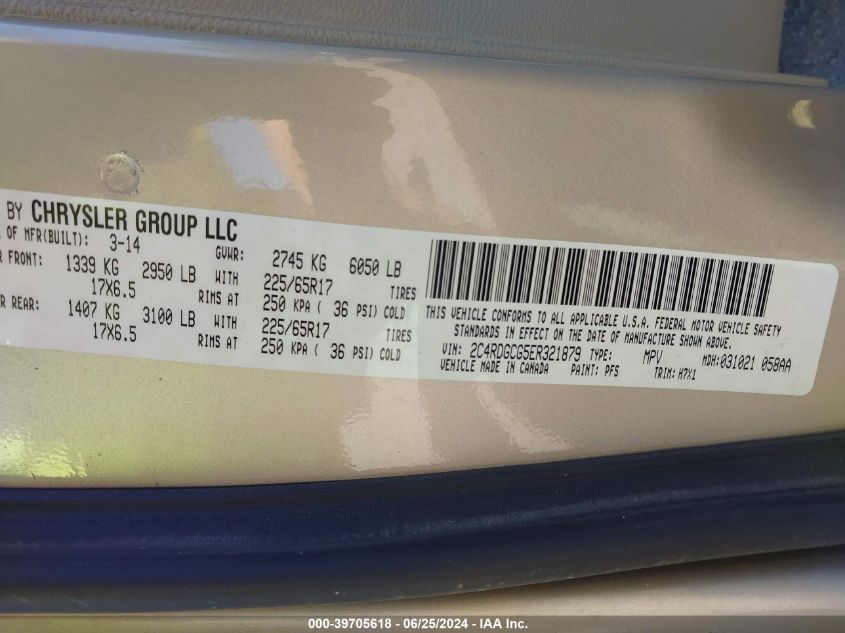 BY CHRYSLER GROUP LLC
OF MFR(BUILT): 3-14 GVWR: 2745 KG 6050 LB
FRONT: 1339 KG 2950 LB WITH 225/65R17 TIRES
17X6.5 RIMS AT 250 KPA ( 36 PSI) COLD
REAR: 1407 KG 3100 LB WITH 225/65R17 TIRES
17X6.5 RIMS AT 250 KPA ( 36 PSI) COLD
THIS VEHICLE CONFORMS TO ALL APPLICABLE U.S.A. FEDERAL MOTOR VEHICLE SAFETY
STANDARDS IN EFFECT ON THE DATE OF MANUFACTURE SHOWN ABOVE.
VIN: 2C4RDGCG5ER321879 TYPE: MPV MDH:031021 058AA
VEHICLE MADE IN CANADA PAINT: PFS TRIM: H7X1
000-39705618 - 06/25/2024 - IAA Inc.